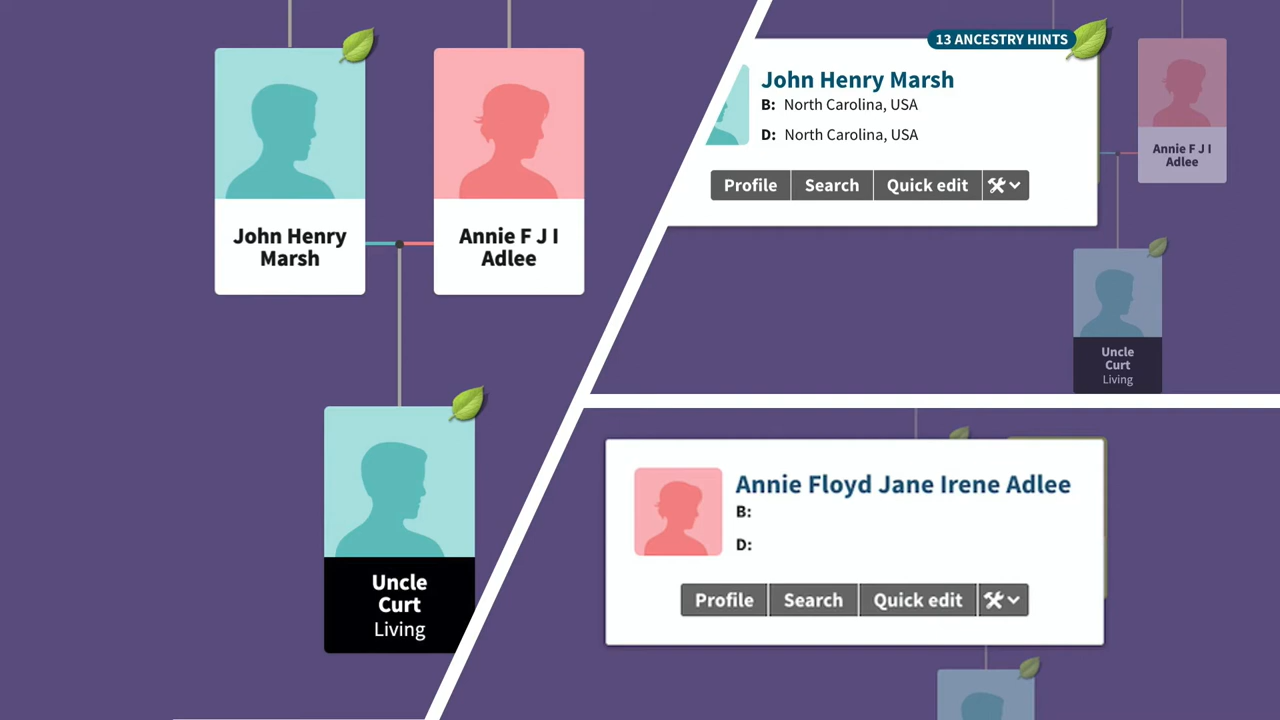 John Henry
Marsh
Annie F J I
Adlee
Uncle
Curt
Living
13 ANCESTRY HINTS
John Henry Marsh
B: North Carolina, USA
D: North Carolina, USA
Profile Search Quick edit
Annie F J I
Adlee
Uncle
Curt
Living
Annie Floyd Jane Irene Adlee
B:
D:
Profile Search Quick edit